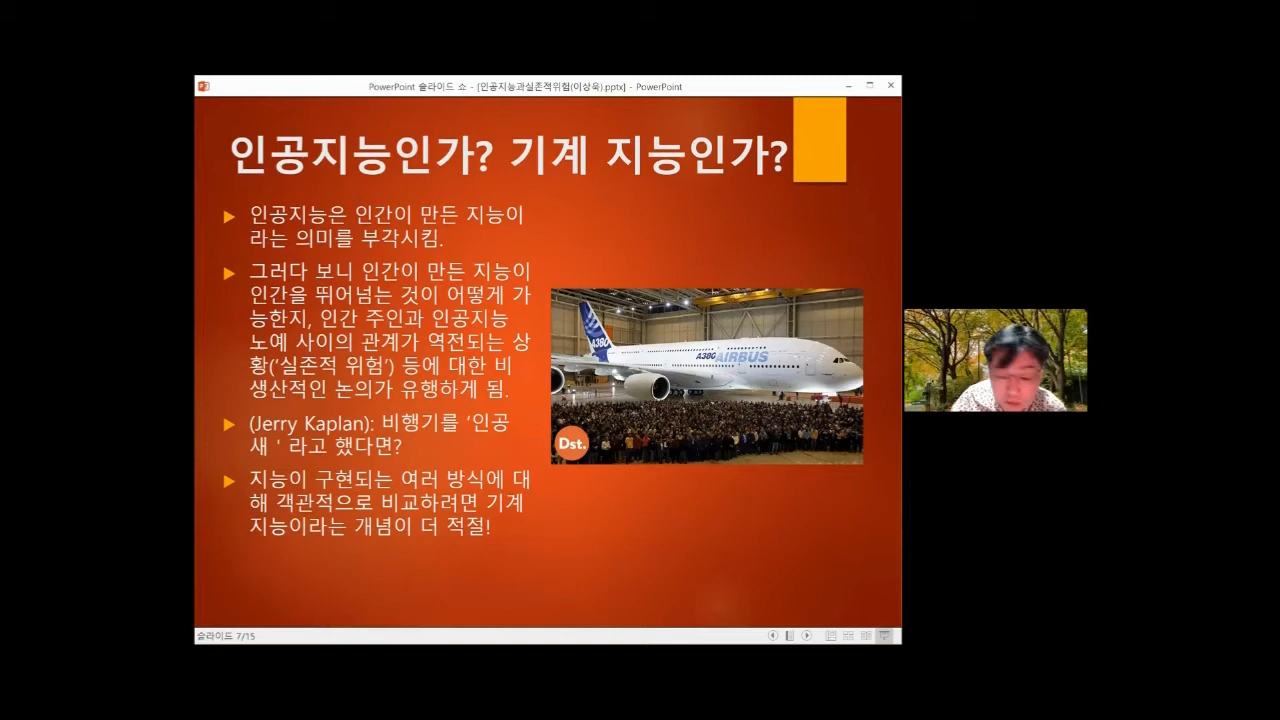 PowerPoint 슬라이드 쇼 - [인공지능과실존적위험(이상욱).pptx] - PowerPoint
인공지능인가? 기계 지능인가?
인공지능은 인간이 만든 지능이
라는 의미를 부각시킴.
그러다 보니 인간이 만든 지능이
인간을 뛰어넘는 것이 어떻게 가
능한지, 인간 주인과 인공지능
노예 사이의 관계가 역전되는 상
황('실존적 위험') 등에 대한 비
생산적인 논의가 유행하게 됨.
(Jerry Kaplan): 비행기를 '인공
새 ' 라고 했다면?
지능이 구현되는 여러 방식에 대
해 객관적으로 비교하려면 기계
지능이라는 개념이 더 적절!
A380
A380 AIRBUS
Dst.
슬라이드 7/15